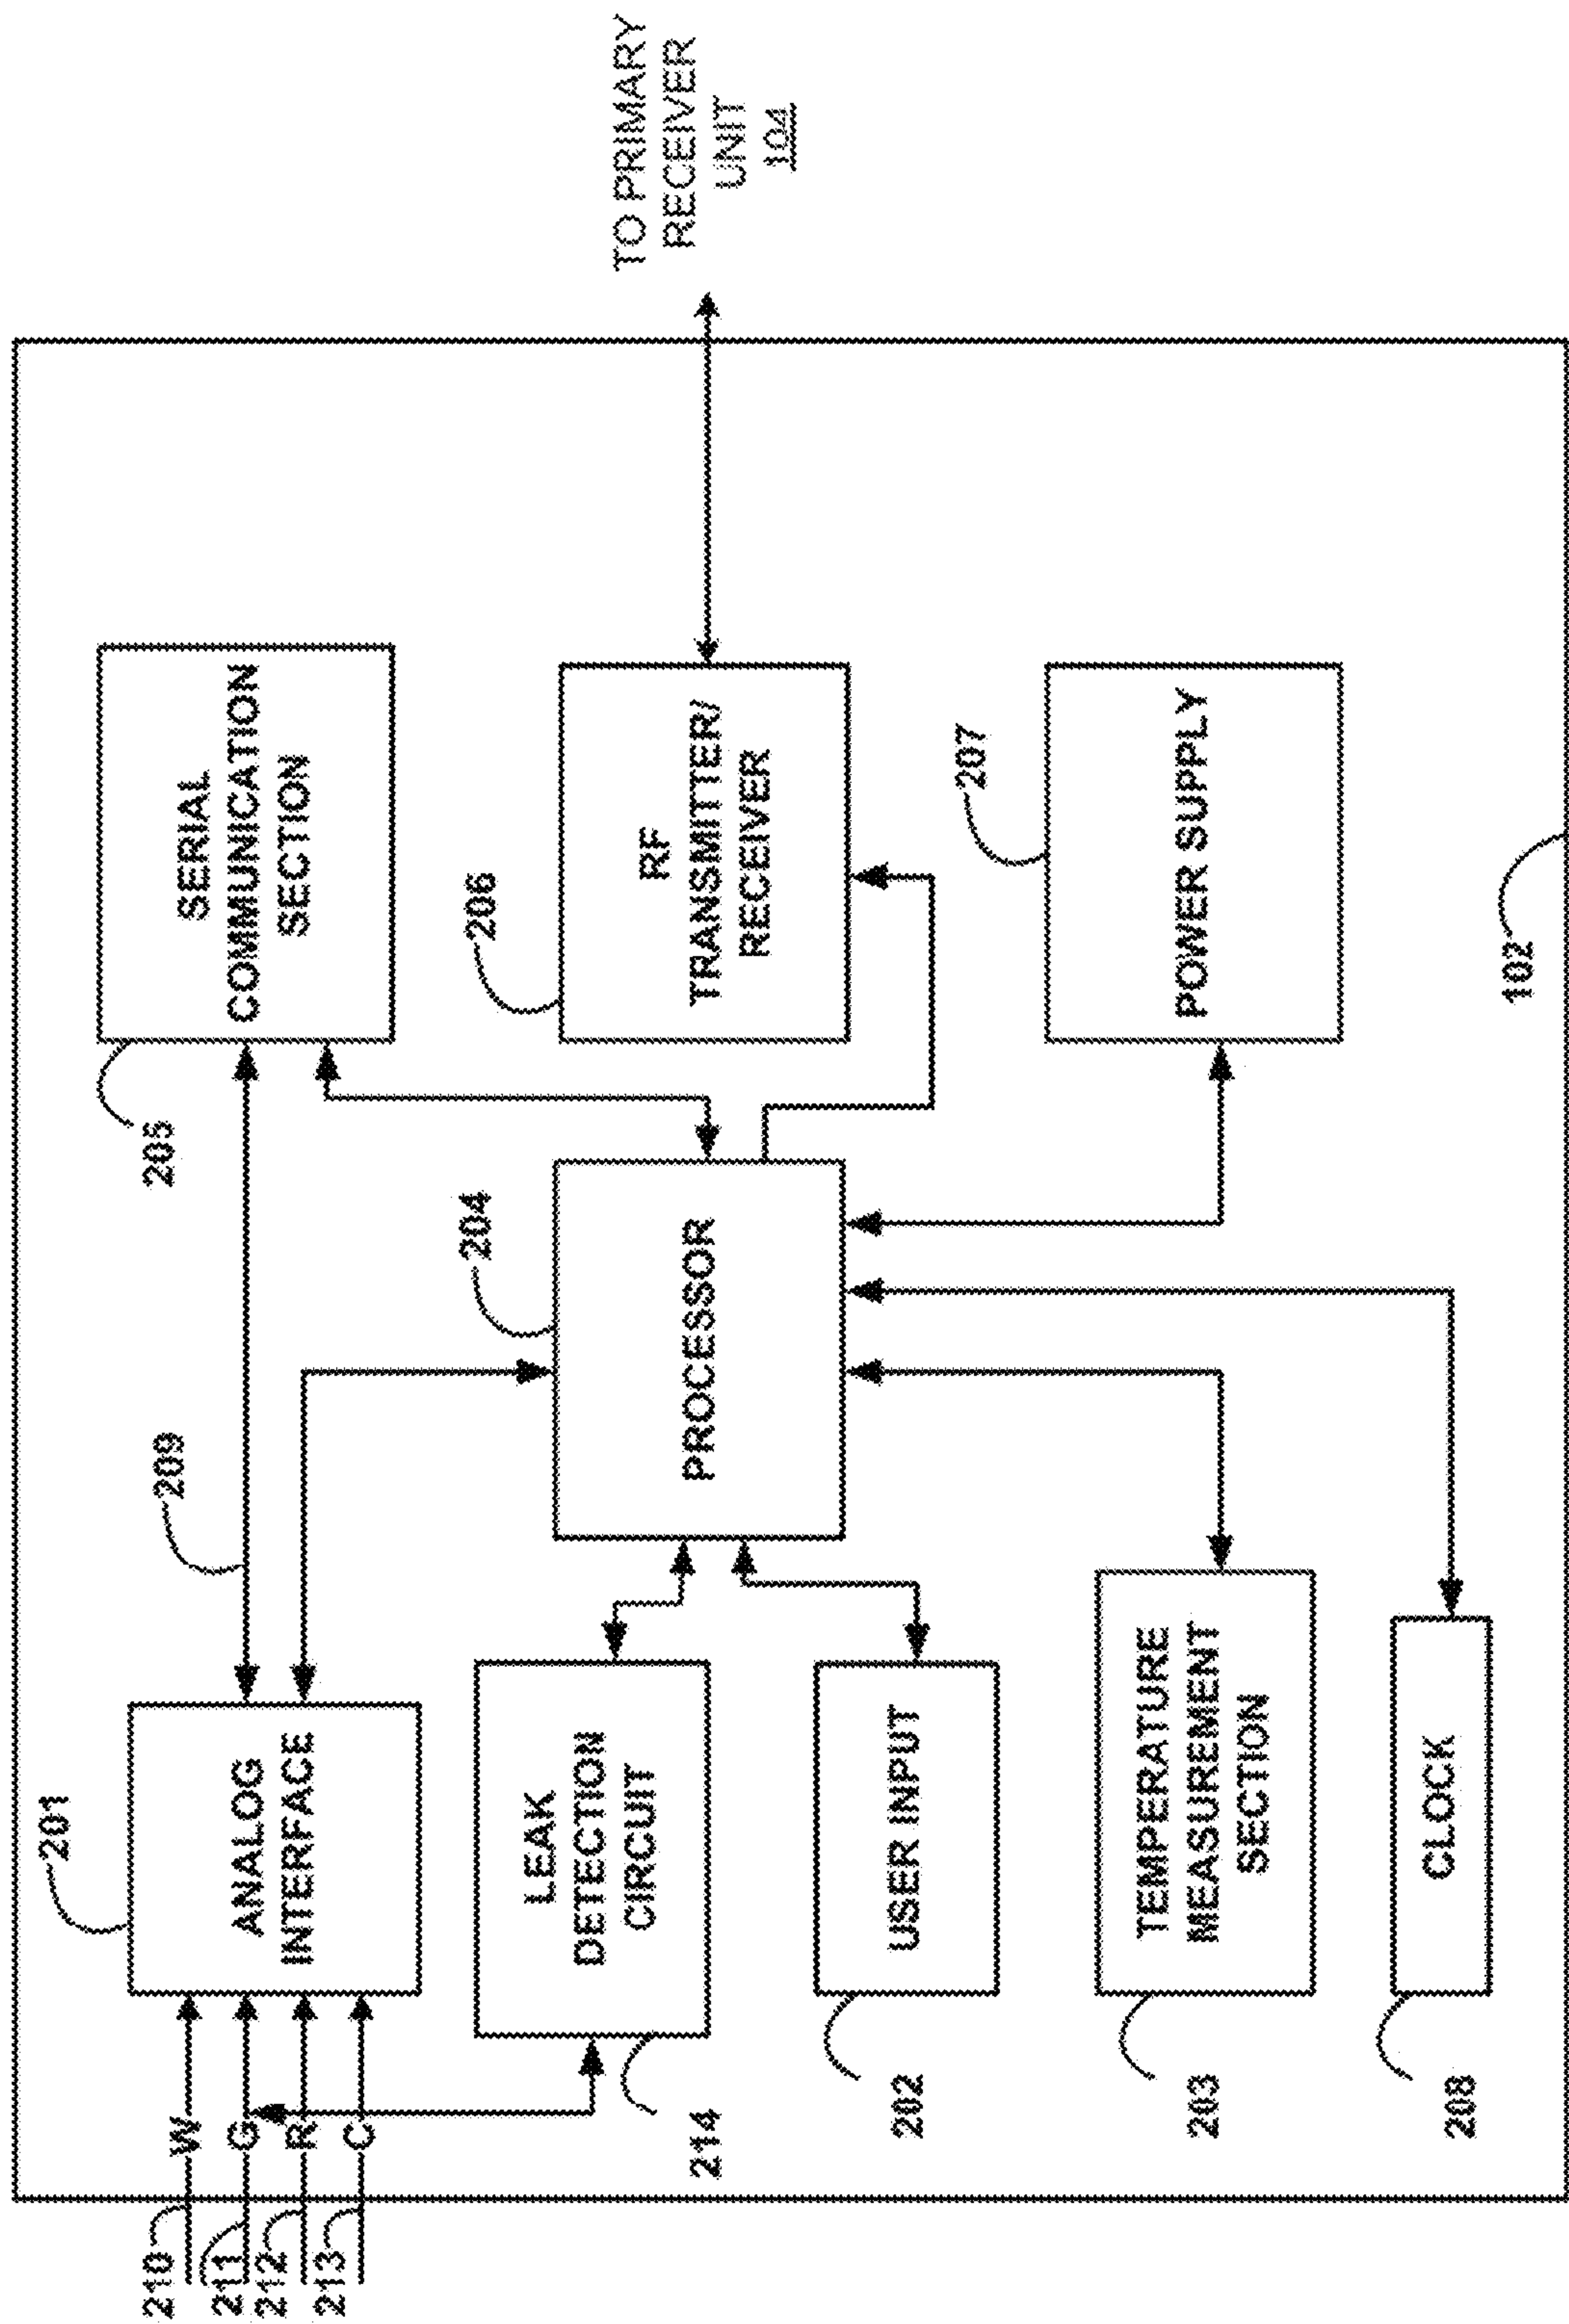 210
211
212
213
W
G
R
C
201
ANALOG
INTERFACE
209
205
SERIAL
COMMUNICATION
SECTION
214
LEAK
DETECTION
CIRCUIT
204
PROCESSOR
206
RF
TRANSMITTER/
RECEIVER
TO PRIMARY
RECEIVER
UNIT
104
202
USER INPUT
203
TEMPERATURE
MEASUREMENT
SECTION
207
POWER SUPPLY
208
CLOCK
102